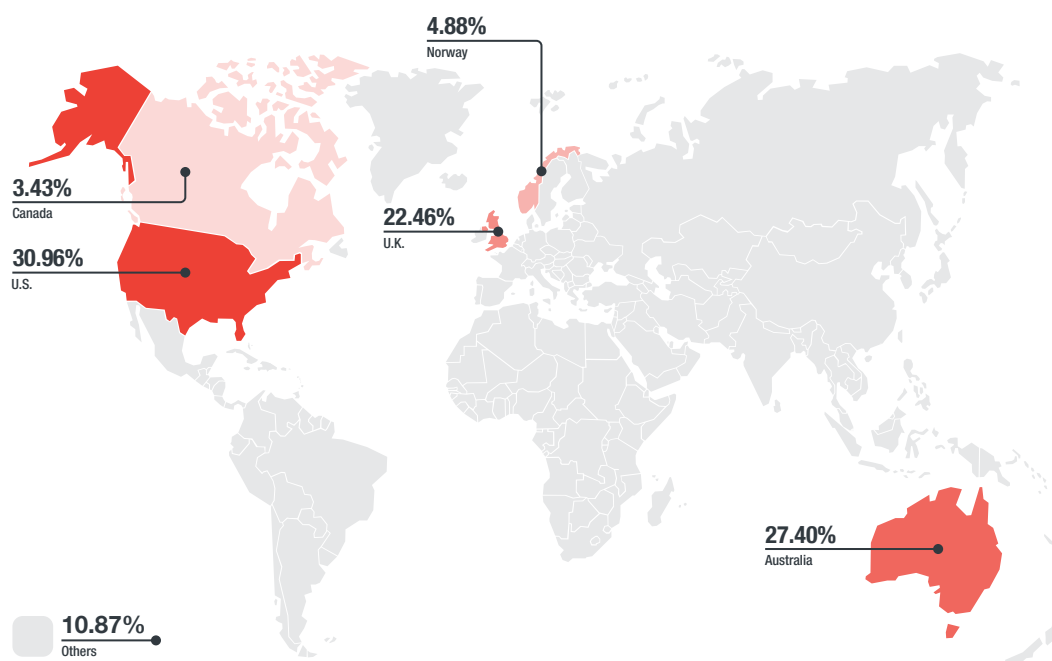 4.88%
Norway
3.43%
Canada
22.46%
U.K.
30.96%
U.S.
27.40%
Australia
10.87%
Others